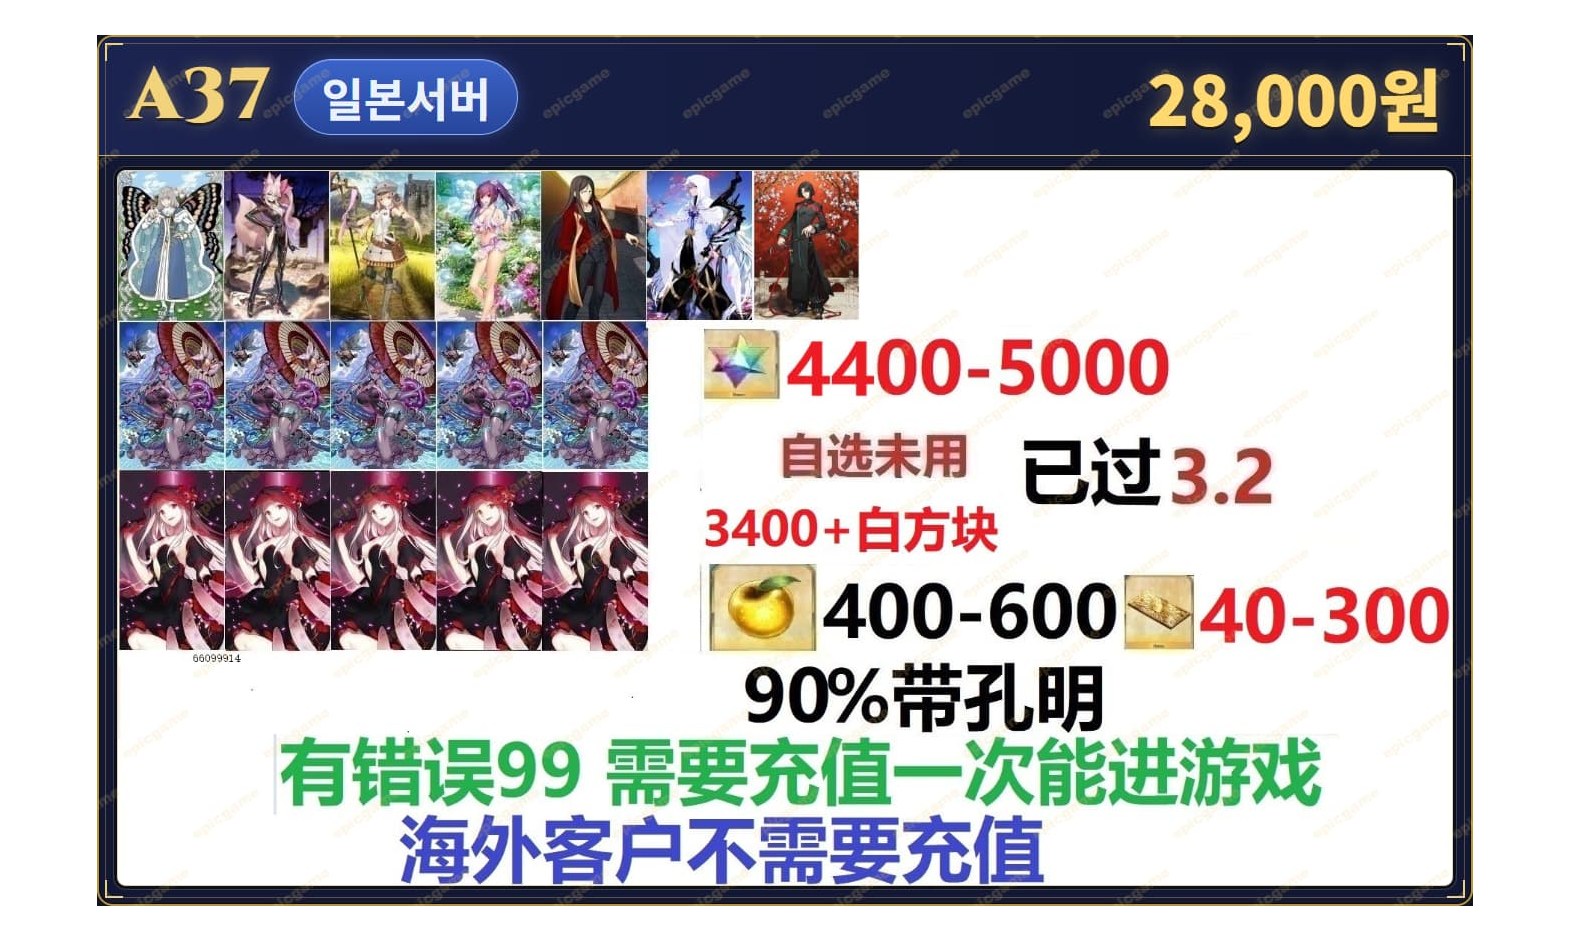 A37 일본서버 28,000원
4400-5000
自选未用 已过3.2
3400+白方块
400-600 40-300
66099914
90%带孔明
有错误99 需要充值一次能进游戏
海外客户不需要充值
epicgame